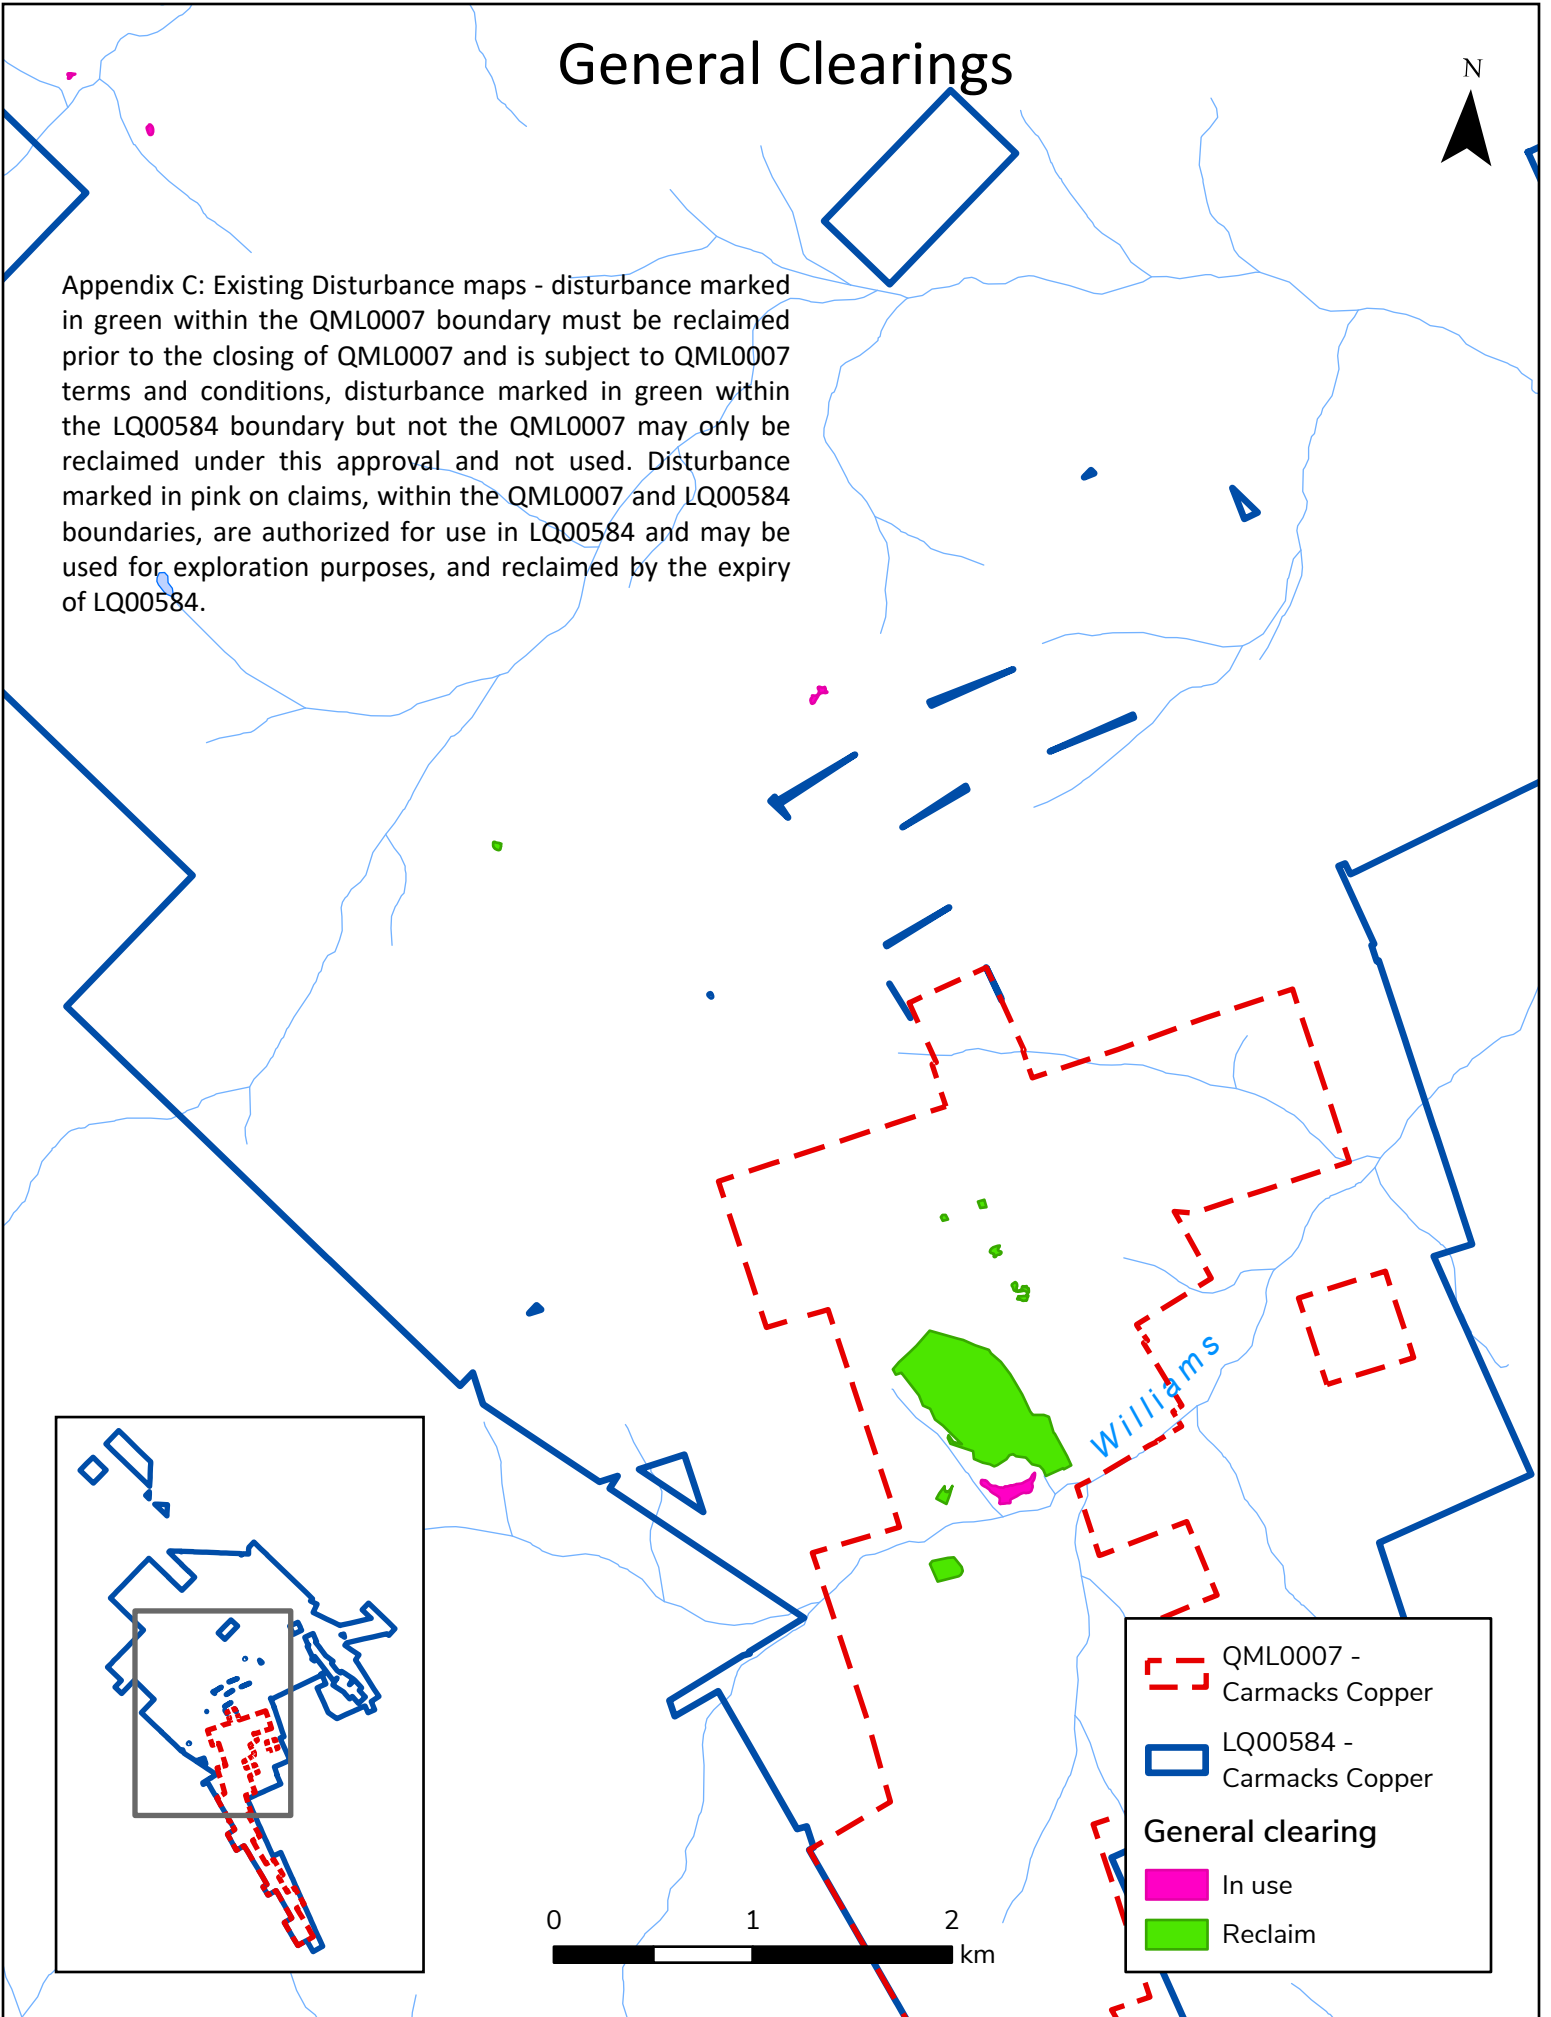 General Clearings
N
Appendix C: Existing Disturbance maps - disturbance marked
in green within the QML0007 boundary must be reclaimed
prior to the closing of QML0007 and is subject to QML0007
terms and conditions, disturbance marked in green within
the LQ00584 boundary but not the QML0007 may only be
reclaimed under this approval and not used. Disturbance
marked in pink on claims, within the QML0007 and LQ00584
boundaries, are authorized for use in LQ00584 and may be
used for exploration purposes, and reclaimed by the expiry
of LQ00584.
Williams
QML0007 -
Carmacks Copper
LQ00584 -
Carmacks Copper
General clearing
In use
Reclaim
0 1 2
km